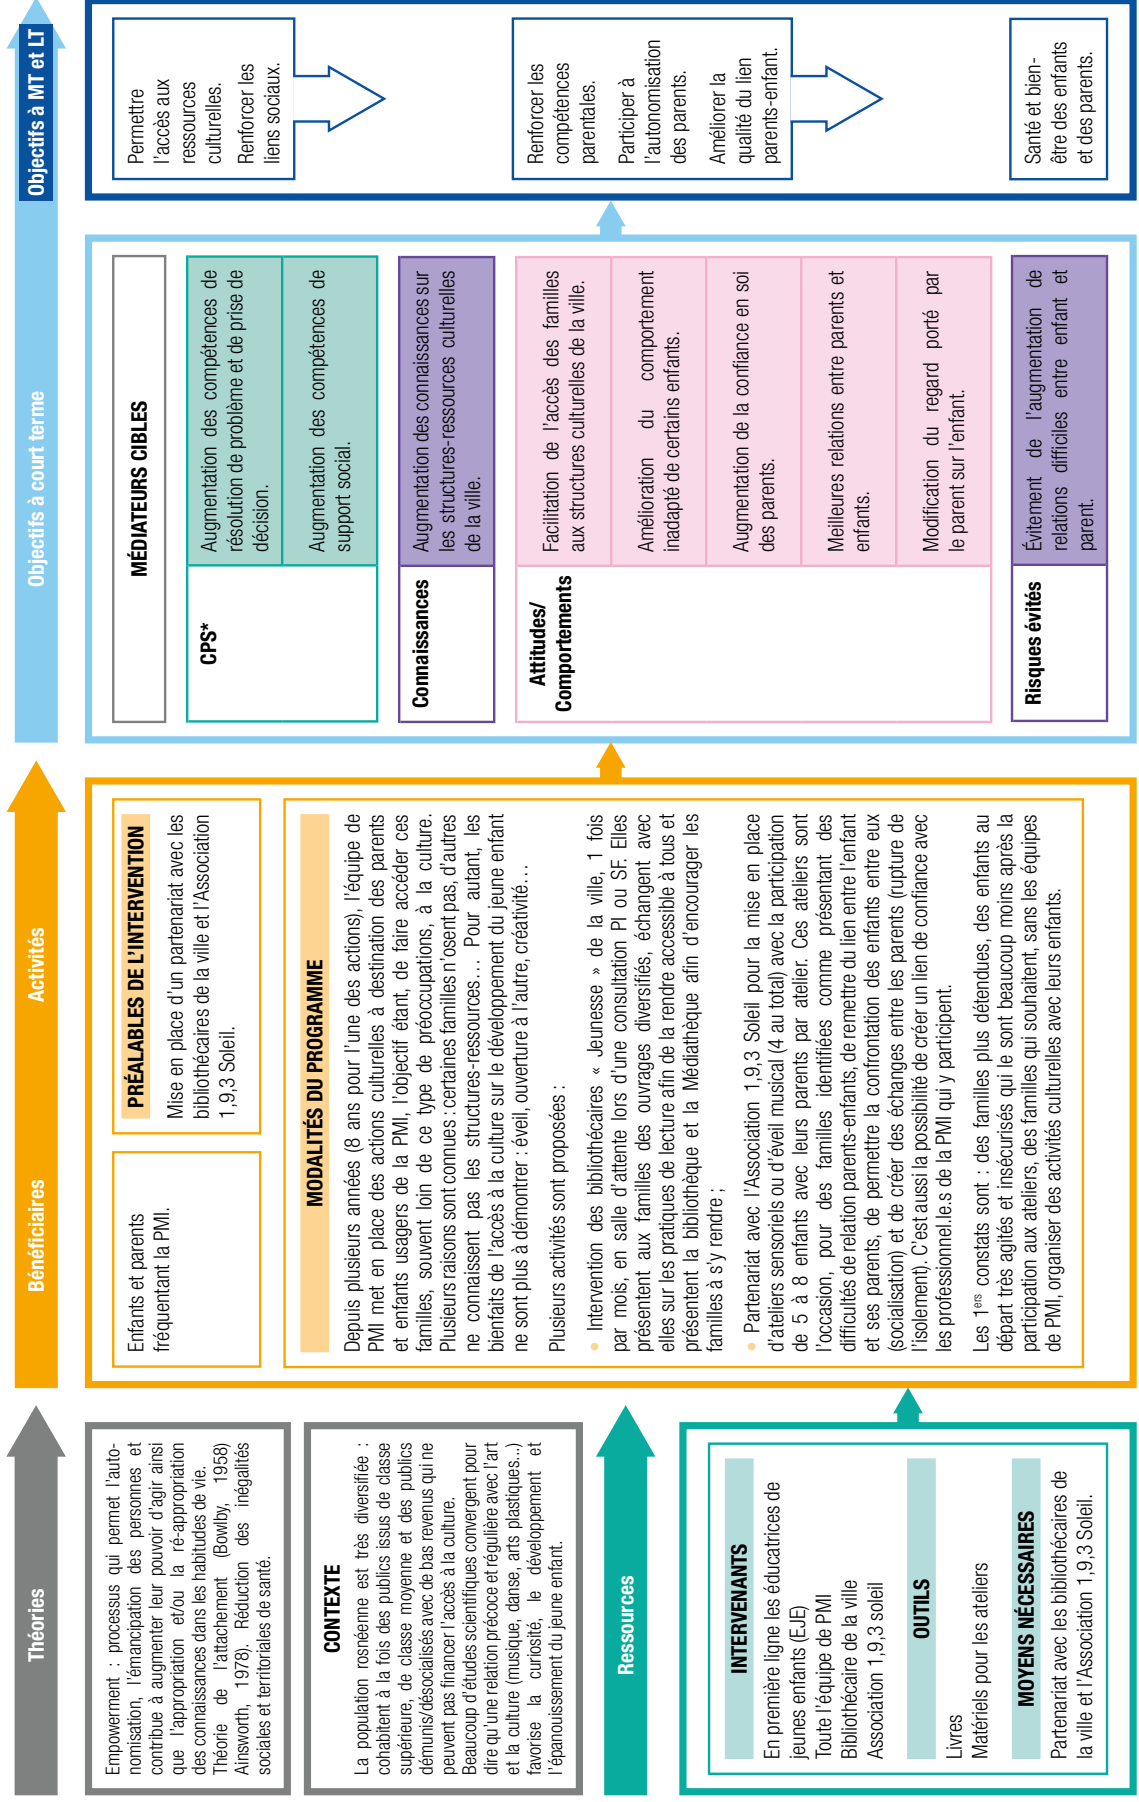 Théories
Empowerment : processus qui permet l'auto-
nomisation, l'émancipation des personnes et
contribue à augmenter leur pouvoir d'agir ainsi
que l'appropriation et/ou la ré-appropriation
des connaissances dans les habitudes de vie.
Théorie de l'attachement (Bowlby, 1958)
Ainsworth, 1978). Réduction des inégalités
sociales et territoriales de santé.
CONTEXTE
La population rosnéenne est très diversifiée :
cohabitent à la fois des publics issus de classe
supérieure, de classe moyenne et des publics
démunis/désocialisés avec de bas revenus qui ne
peuvent pas financer l'accès à la culture.
Beaucoup d'études scientifiques convergent pour
dire qu'une relation précoce et régulière avec l'art
et la culture (musique, danse, arts plastiques...)
favorise la curiosité, le développement et
l'épanouissement du jeune enfant.
Ressources
INTERVENANTS
En première ligne les éducatrices de
jeunes enfants (EJE)
Toute l'équipe de PMI
Bibliothécaire de la ville
Association 1,9,3 soleil
OUTILS
Livres
Matériels pour les ateliers
MOYENS NÉCESSAIRES
Partenariat avec les bibliothécaires de
la ville et l'Association 1,9,3 Soleil.
Bénéficiaires
Activités
Enfants et parents
fréquentant la PMI.
PRÉALABLES DE L'INTERVENTION
Mise en place d'un partenariat avec les
bibliothécaires de la ville et l'Association
1,9,3 Soleil.
MODALITÉS DU PROGRAMME
Depuis plusieurs années (8 ans pour l'une des actions), l'équipe de
PMI met en place des actions culturelles à destination des parents
et enfants usagers de la PMI, l'objectif étant, de faire accéder ces
familles, souvent loin de ce type de préoccupations, à la culture.
Plusieurs raisons sont connues : certaines familles n'osent pas, d'autres
ne connaissent pas les structures-ressources… Pour autant, les
bienfaits de l'accès à la culture sur le développement du jeune enfant
ne sont plus à démontrer : éveil, ouverture à l'autre, créativité…
Plusieurs activités sont proposées :
• Intervention des bibliothécaires « Jeunesse » de la ville, 1 fois
par mois, en salle d'attente lors d'une consultation PI ou SF. Elles
présentent aux familles des ouvrages diversifiés, échangent avec
elles sur les pratiques de lecture afin de la rendre accessible à tous et
présentent la bibliothèque et la Médiathèque afin d'encourager les
familles à s'y rendre ;
• Partenariat avec l'Association 1,9,3 Soleil pour la mise en place
d'ateliers sensoriels ou d'éveil musical (4 au total) avec la participation
de 5 à 8 enfants avec leurs parents par atelier. Ces ateliers sont
l'occasion, pour des familles identifiées comme présentant des
difficultés de relation parents-enfants, de remettre du lien entre l'enfant
et ses parents, de permettre la confrontation des enfants entre eux
(socialisation) et de créer des échanges entre les parents (rupture de
l'isolement). C'est aussi la possibilité de créer un lien de confiance avec
les professionnel.le.s de la PMI qui y participent.
Les 1ers constats sont : des familles plus détendues, des enfants au
départ très agités et insécurisés qui le sont beaucoup moins après la
participation aux ateliers, des familles qui souhaitent, sans les équipes
de PMI, organiser des activités culturelles avec leurs enfants.
Objectifs à court terme
MÉDIATEURS CIBLES
CPS*
Augmentation des compétences de
résolution de problème et de prise de
décision.
Augmentation des compétences de
support social.
Connaissances
Augmentation des connaissances sur
les structures-ressources culturelles
de la ville.
Attitudes/
Comportements
Facilitation de l'accès des familles
aux structures culturelles de la ville.
Amélioration du comportement
inadapté de certains enfants.
Augmentation de la confiance en soi
des parents.
Meilleures relations entre parents et
enfants.
Modification du regard porté par
le parent sur l'enfant.
Risques évités
Évitement de l'augmentation de
relations difficiles entre enfant et
parent.
Objectifs à MT et LT
Permettre
l'accès aux
ressources
culturelles.
Renforcer les
liens sociaux.
Renforcer les
compétences
parentales.
Participer à
l'autonomisation
des parents.
Améliorer la
qualité du lien
parents-enfant.
Santé et bien-
être des enfants
et des parents.